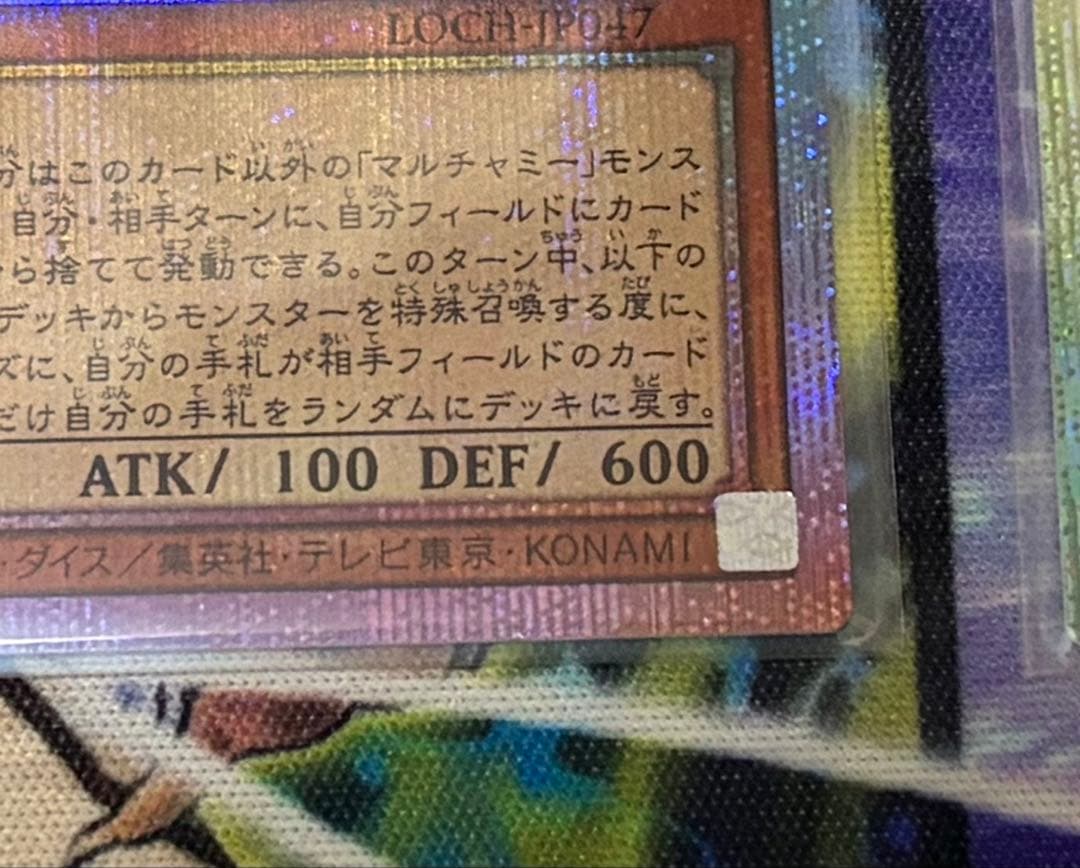 LOCH-JP047
分はこのカード以外の「マルチャミー」モンス
自分・相手ターンに、自分フィールドにカード
ら捨てて発動できる。このターン中、以下の
デッキからモンスターを特殊召喚する度に、
ズに、自分の手札が相手フィールドのカード
だけ自分の手札をランダムにデッキに戻す。
ATK/ 100 DEF/ 600
・ダイス/集英社・テレビ東京・KONAMI